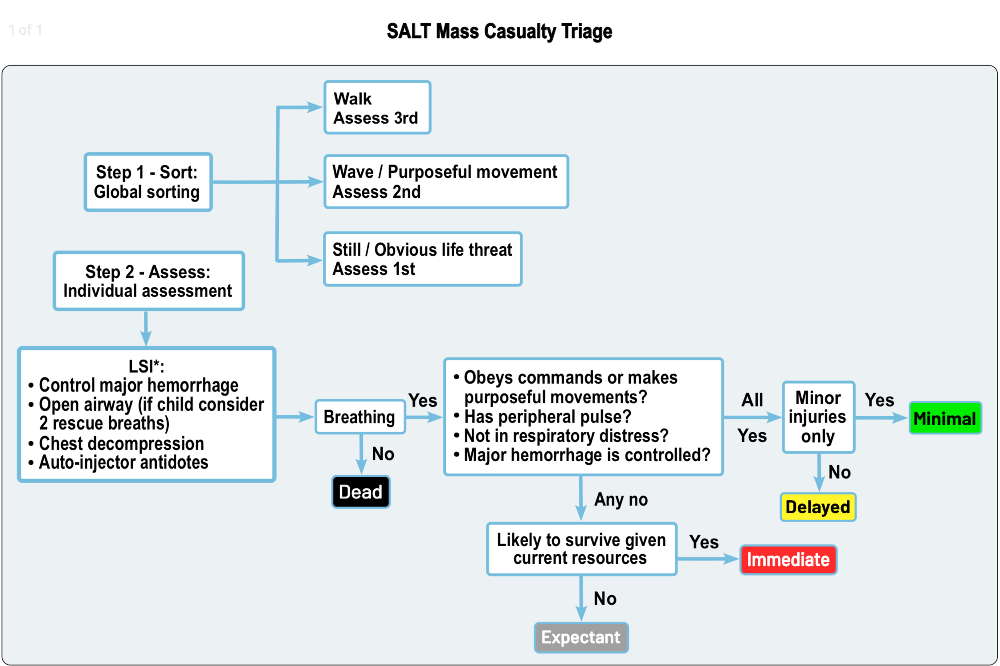 1 of 1
SALT Mass Casualty Triage
Walk
Assess 3rd
Step 1 - Sort:
Global sorting
Wave / Purposeful movement
Assess 2nd
Still / Obvious life threat
Assess 1st
Step 2 - Assess:
Individual assessment
LSI*:
• Control major hemorrhage
• Open airway (if child consider
2 rescue breaths)
• Chest decompression
• Auto-injector antidotes
Breathing
Yes
No
Dead
• Obeys commands or makes
purposeful movements?
• Has peripheral pulse?
• Not in respiratory distress?
• Major hemorrhage is controlled?
All
Yes
Minor
injuries
only
Yes
Minimal
No
Delayed
Any no
Likely to survive given
current resources
Yes
Immediate
No
Expectant